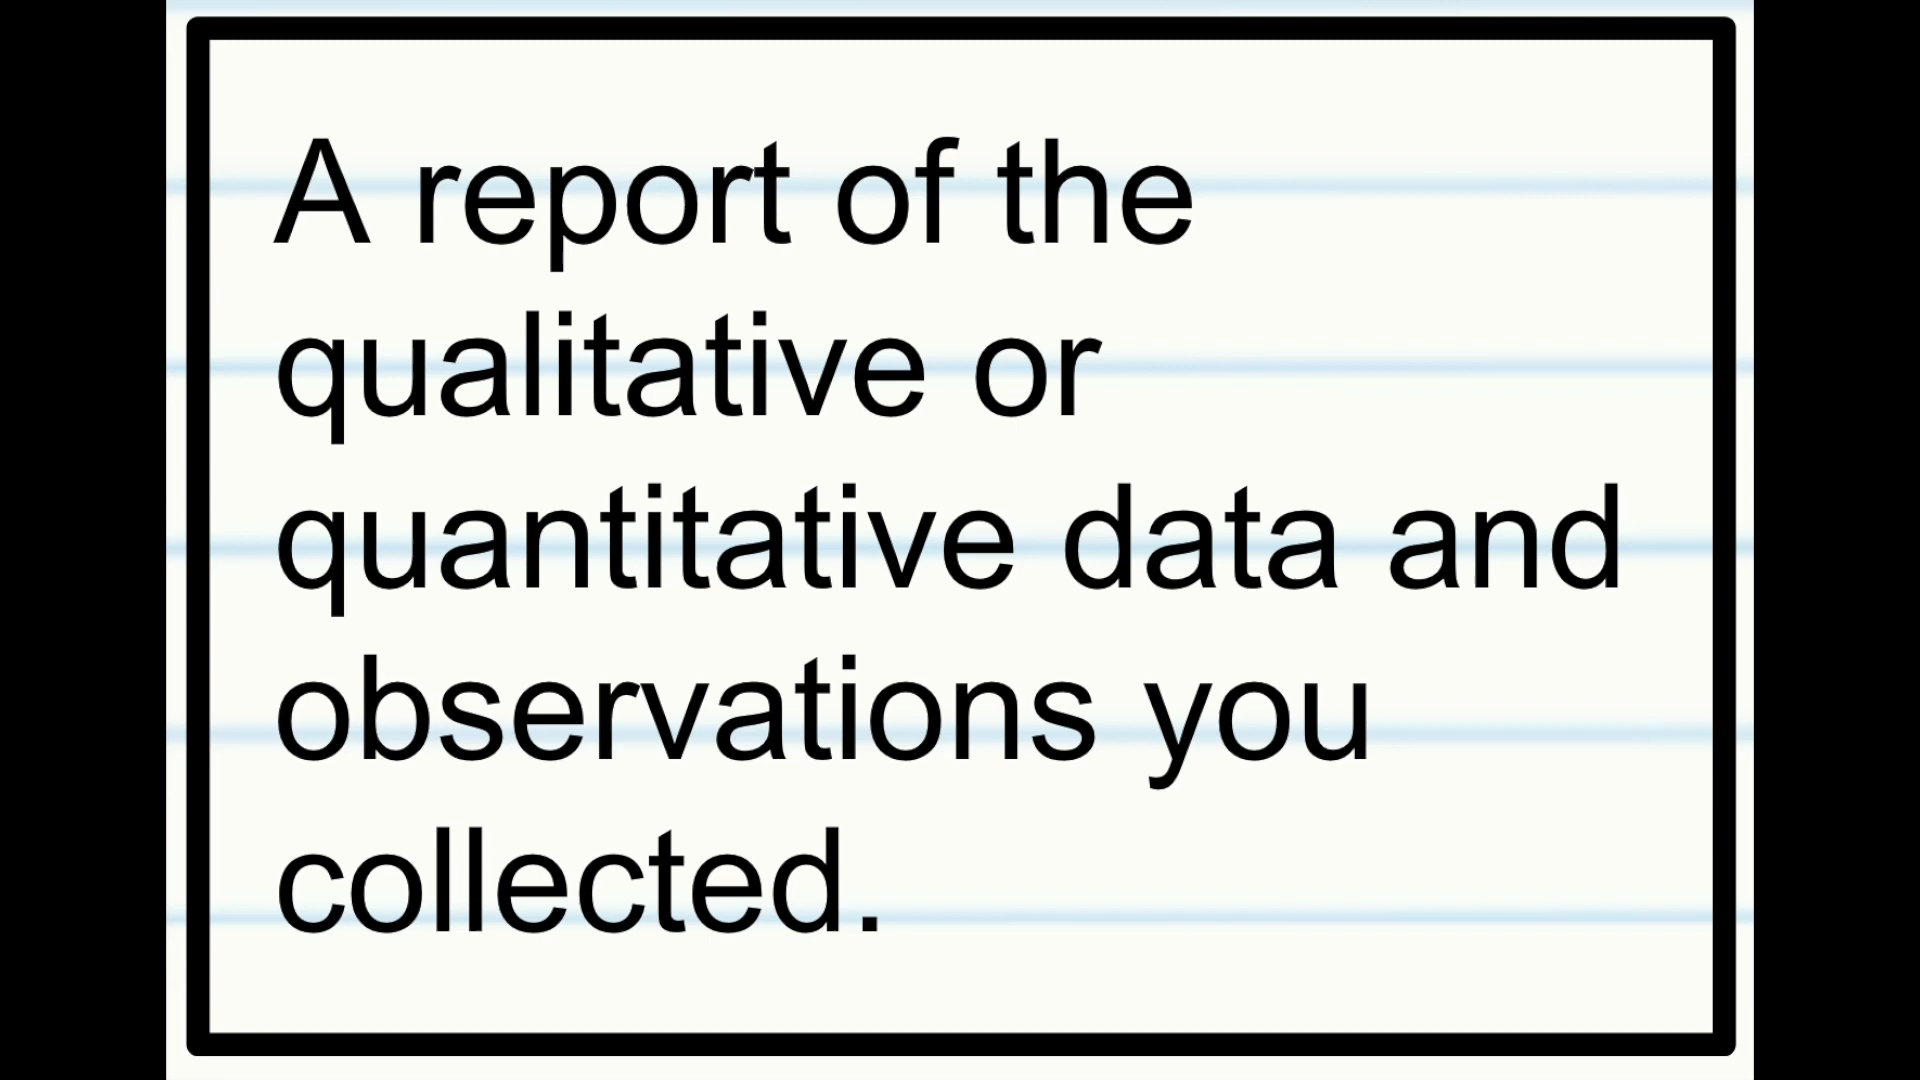 A report of the
qualitative or
quantitative data and
observations you
collected.